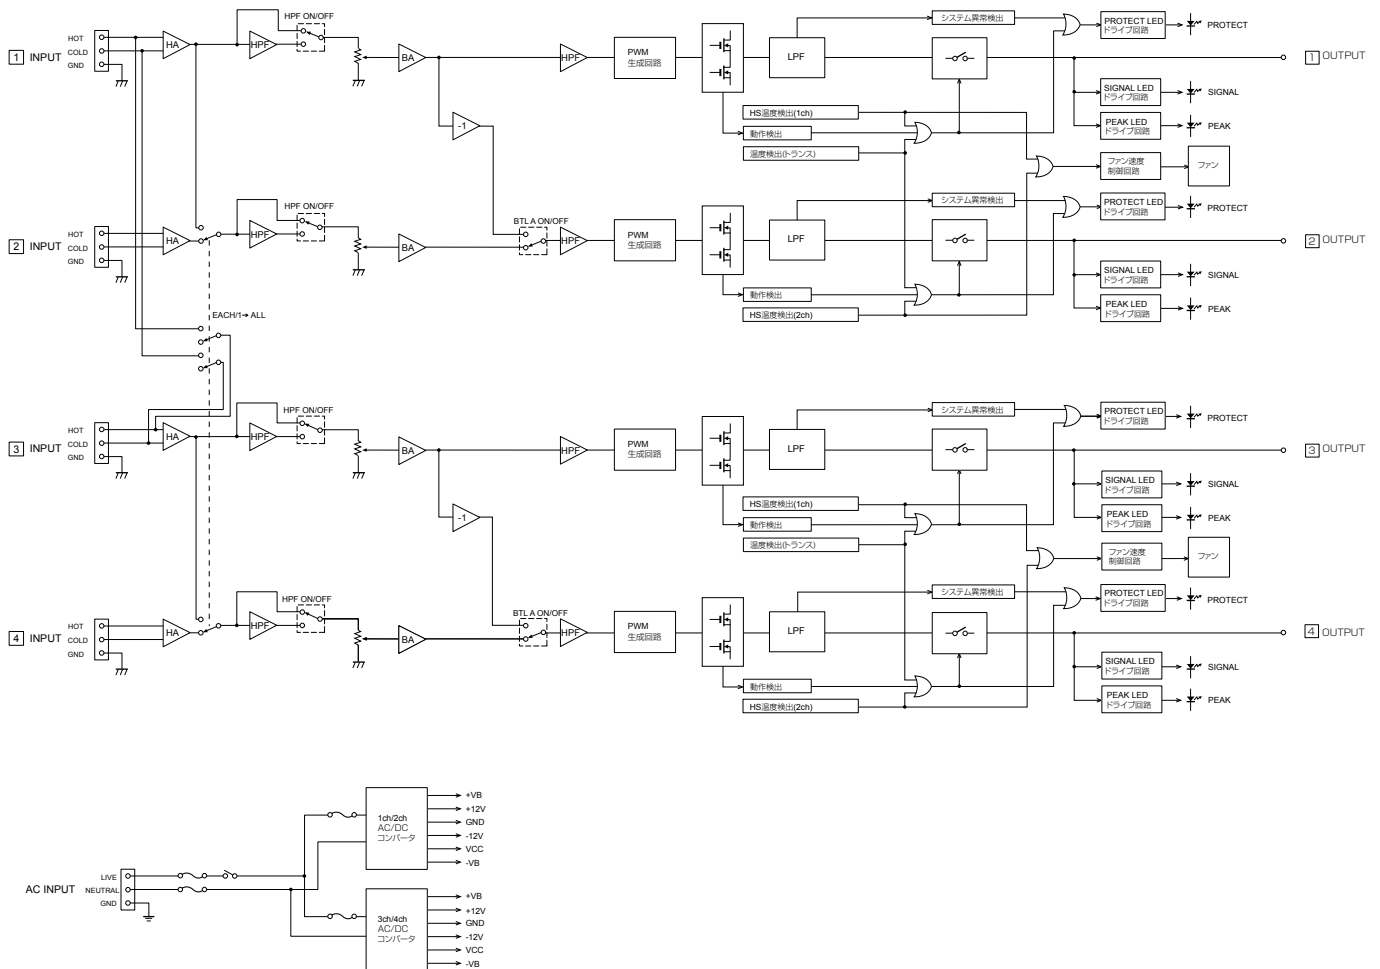 HPF ON/OFF
システム異常検出
PROTECT LED
ドライブ回路
PROTECT
1 INPUT
HOT
COLD
GND
HA
HPF
BA
HPF
PWM
生成回路
LPF
1 OUTPUT
SIGNAL LED
ドライブ回路
SIGNAL
HS温度検出(1ch)
-1
動作検出
PEAK LED
ドライブ回路
PEAK
温度検出(トランス)
ファン速度
制御回路
ファン
HPF ON/OFF
システム異常検出
PROTECT LED
ドライブ回路
PROTECT
BTL A ON/OFF
2 INPUT
HOT
COLD
GND
HA
HPF
BA
HPF
PWM
生成回路
LPF
2 OUTPUT
SIGNAL LED
ドライブ回路
SIGNAL
動作検出
PEAK LED
ドライブ回路
PEAK
HS温度検出(2ch)
EACH/1→ ALL
HPF ON/OFF
システム異常検出
PROTECT LED
ドライブ回路
PROTECT
3 INPUT
HOT
COLD
GND
HA
HPF
BA
HPF
PWM
生成回路
LPF
3 OUTPUT
SIGNAL LED
ドライブ回路
SIGNAL
HS温度検出(1ch)
-1
動作検出
PEAK LED
ドライブ回路
PEAK
温度検出(トランス)
ファン速度
制御回路
ファン
HPF ON/OFF
システム異常検出
PROTECT LED
ドライブ回路
PROTECT
BTL A ON/OFF
4 INPUT
HOT
COLD
GND
HA
HPF
BA
HPF
PWM
生成回路
LPF
4 OUTPUT
SIGNAL LED
ドライブ回路
SIGNAL
動作検出
PEAK LED
ドライブ回路
PEAK
HS温度検出(2ch)
1ch/2ch
AC/DC
コンバータ
+VB
+12V
GND
-12V
VCC
-VB
AC INPUT
LIVE
NEUTRAL
GND
3ch/4ch
AC/DC
コンバータ
+VB
+12V
GND
-12V
VCC
-VB